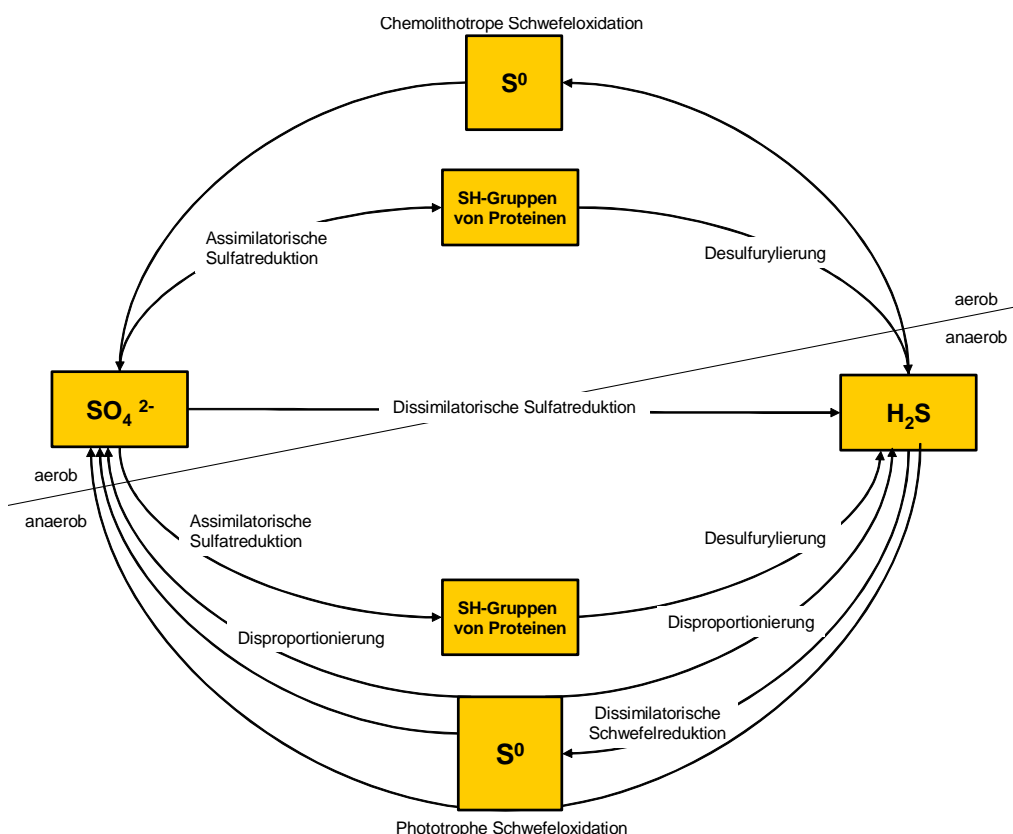 Chemolithotrope Schwefeloxidation
S⁰
SH-Gruppen
von Proteinen
Assimilatorische
Sulfatreduktion
Desulfurylierung
aerob
anaerob
SO₄ ²⁻
Dissimilatorische Sulfatreduktion
H₂S
aerob
anaerob
Assimilatorische
Sulfatreduktion
Desulfurylierung
SH-Gruppen
von Proteinen
Disproportionierung
Disproportionierung
Dissimilatorische
Schwefelreduktion
S⁰
Phototrophe Schwefeloxidation